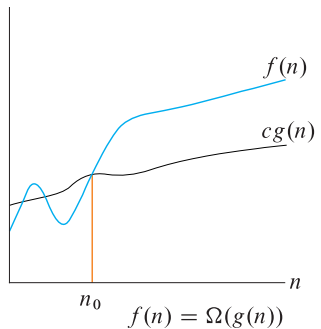 f(n)
cg(n)
n
n₀
f(n) = Ω(g(n))